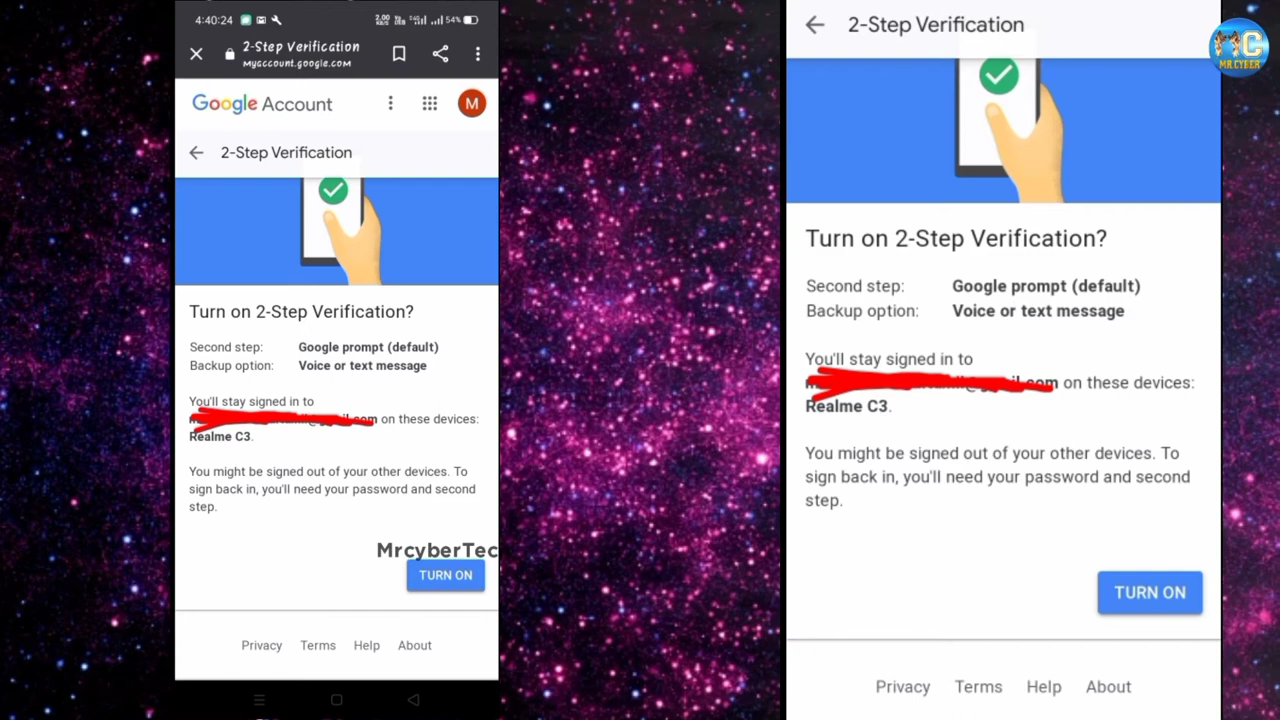 4:40:24
2.00 KB/S
54%
2-Step Verification
myaccount.google.com
Google Account
M
2-Step Verification
Turn on 2-Step Verification?
Second step: Google prompt (default)
Backup option: Voice or text message
You'll stay signed in to
on these devices:
Realme C3.
You might be signed out of your other devices. To
sign back in, you'll need your password and second
step.
MrcyberTec
TURN ON
Privacy Terms Help About
2-Step Verification
MC
MR.CYBER
Turn on 2-Step Verification?
Second step: Google prompt (default)
Backup option: Voice or text message
You'll stay signed in to
on these devices:
Realme C3.
You might be signed out of your other devices. To
sign back in, you'll need your password and second
step.
TURN ON
Privacy Terms Help About